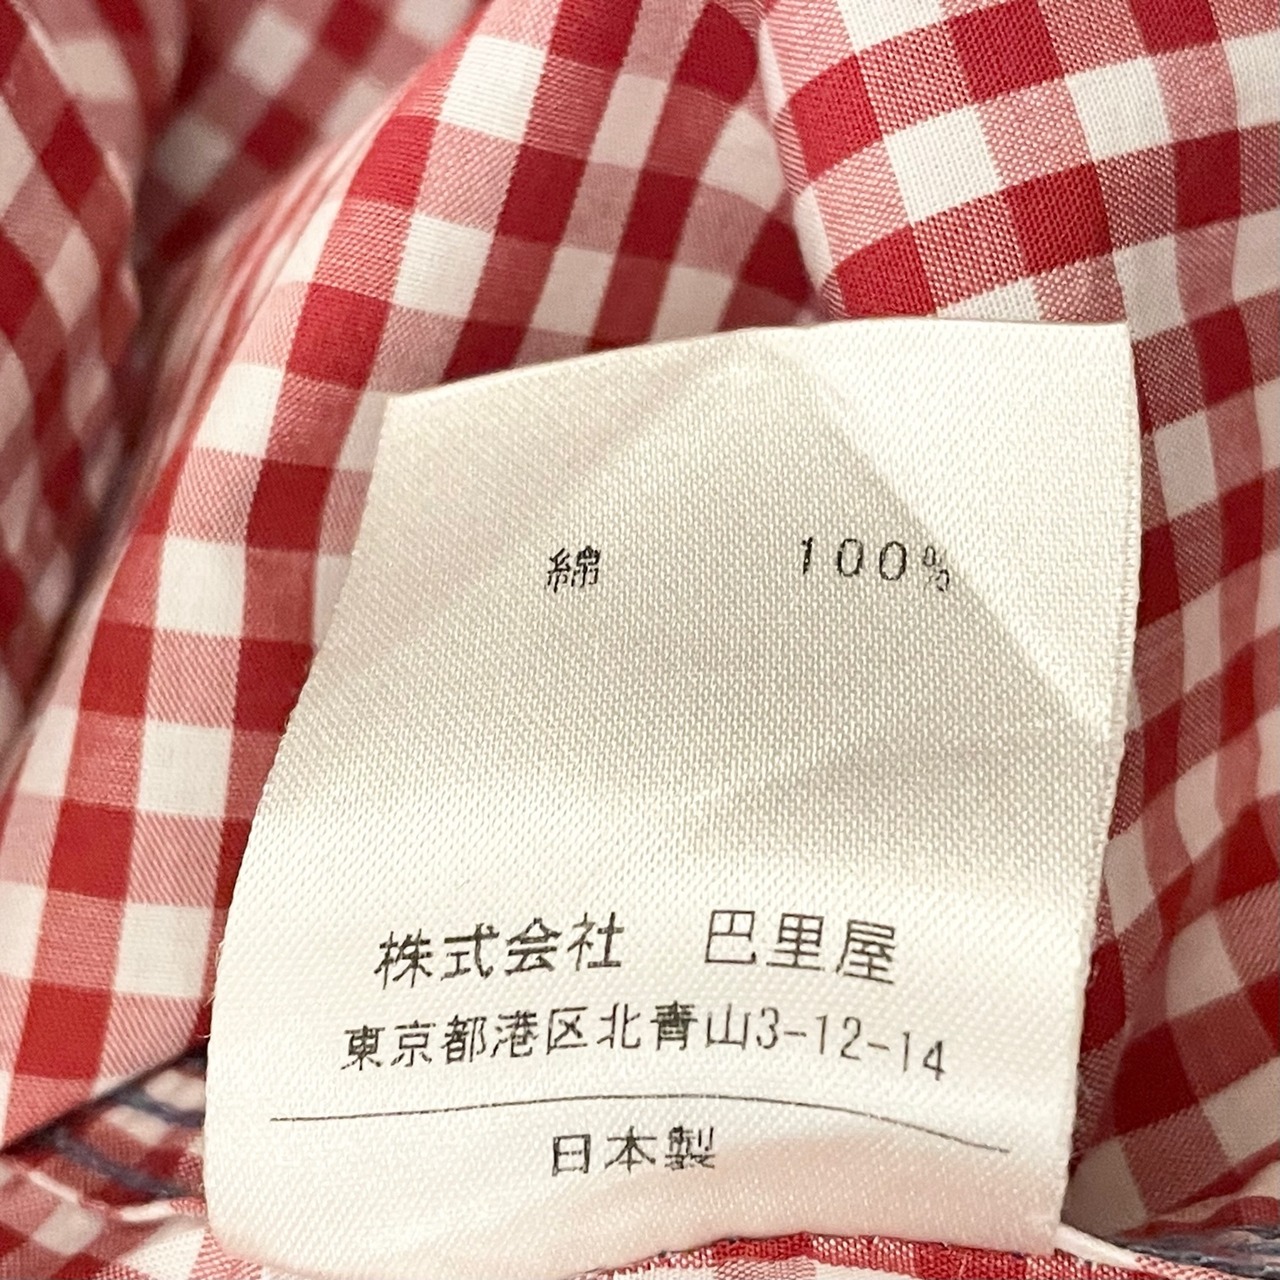 綿 100%
株式会社 巴里屋
東京都港区北青山3-12-14
日本製